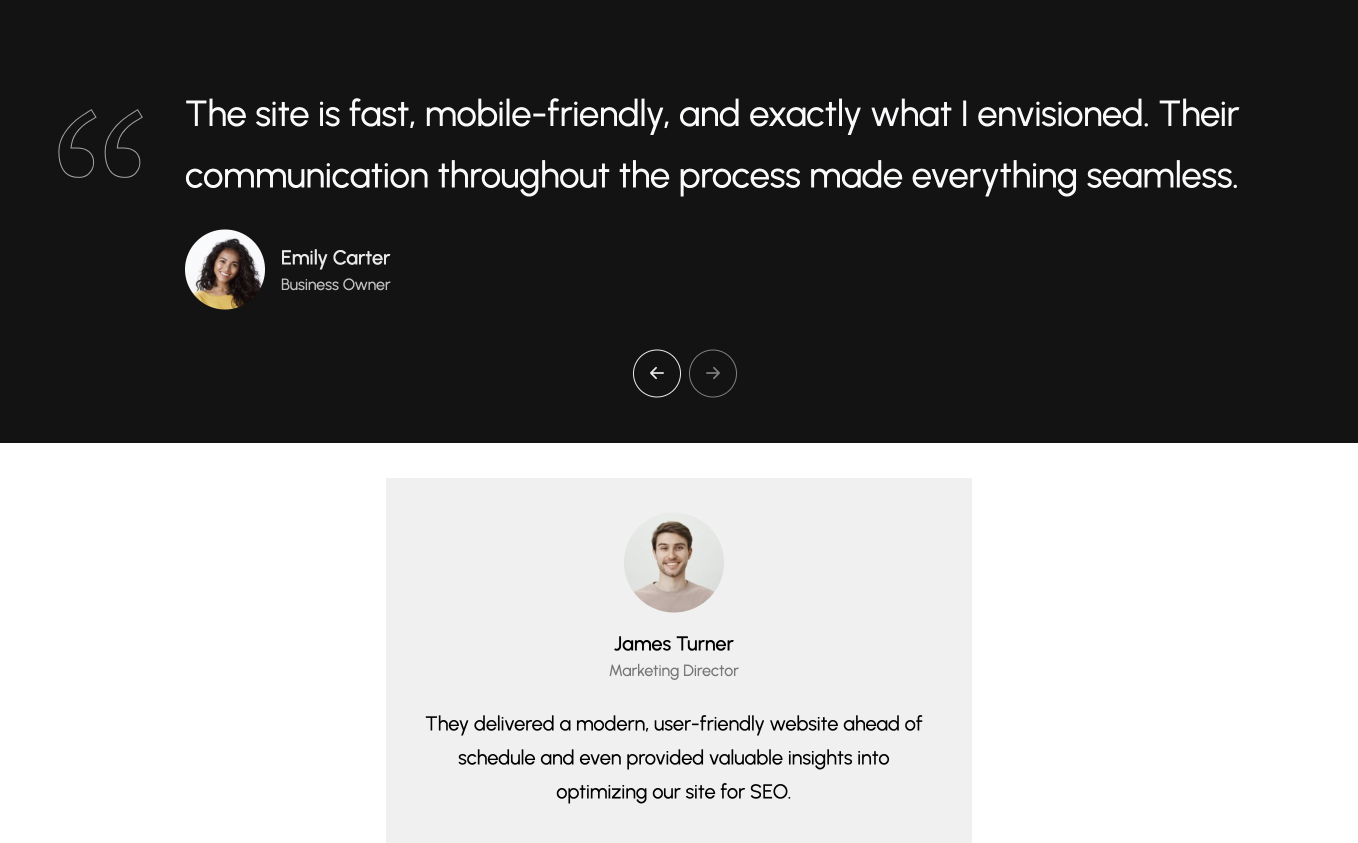 “
The site is fast, mobile-friendly, and exactly what I envisioned. Their
communication throughout the process made everything seamless.
Emily Carter
Business Owner
James Turner
Marketing Director
They delivered a modern, user-friendly website ahead of
schedule and even provided valuable insights into
optimizing our site for SEO.